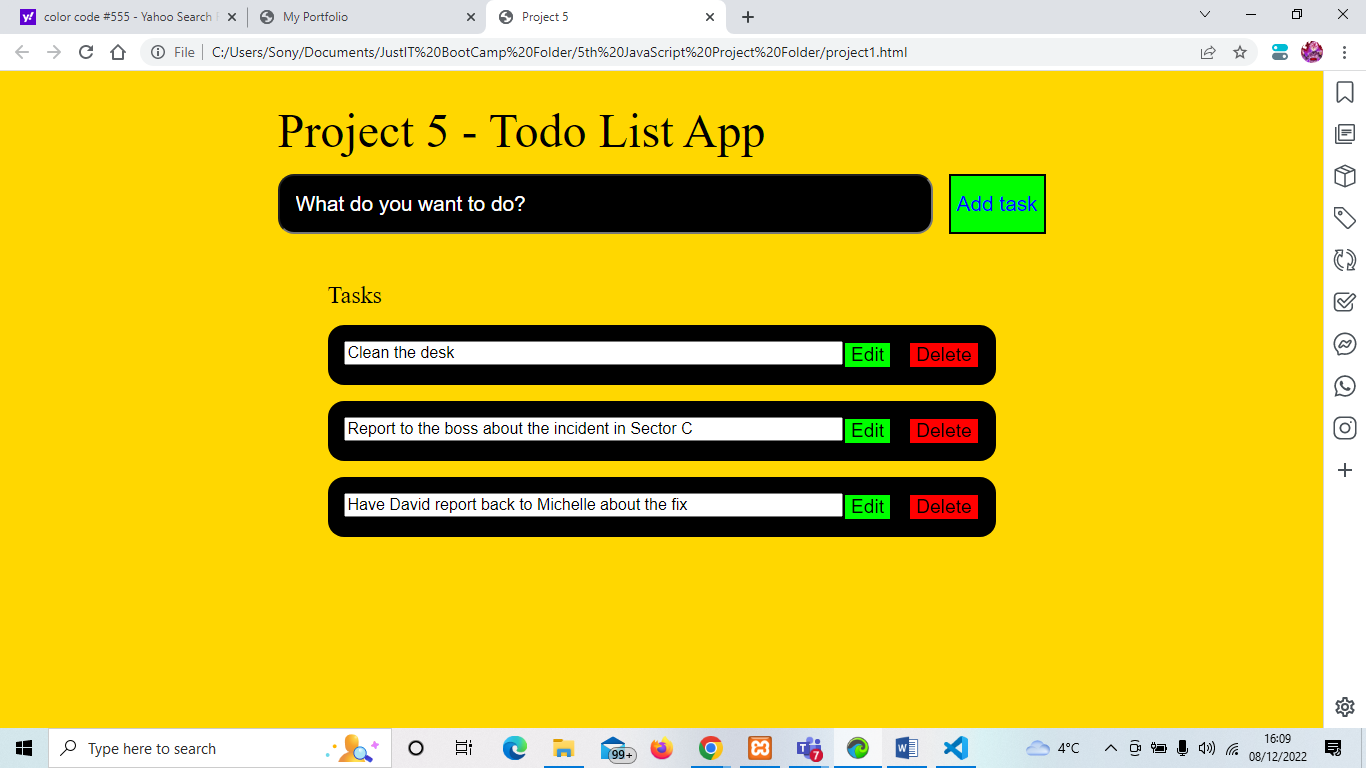 color code #555 - Yahoo Search
My Portfolio
Project 5
File
C:/Users/Sony/Documents/JustIT%20BootCamp%20Folder/5th%20JavaScript%20Project%20Folder/project1.html
Project 5 - Todo List App
What do you want to do?
Add task
Tasks
Clean the desk
Edit
Delete
Report to the boss about the incident in Sector C
Edit
Delete
Have David report back to Michelle about the fix
Edit
Delete
Type here to search
99+
7
4°C
16:09
08/12/2022